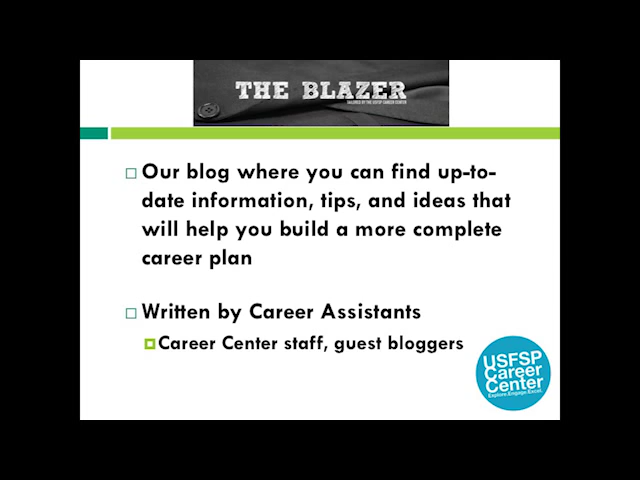 THE BLAZER
TAILORED BY THE USFSP CAREER CENTER
Our blog where you can find up-to-
date information, tips, and ideas that
will help you build a more complete
career plan
Written by Career Assistants
Career Center staff, guest bloggers
USFSP
Career
Center
Explore.Engage.Excel.